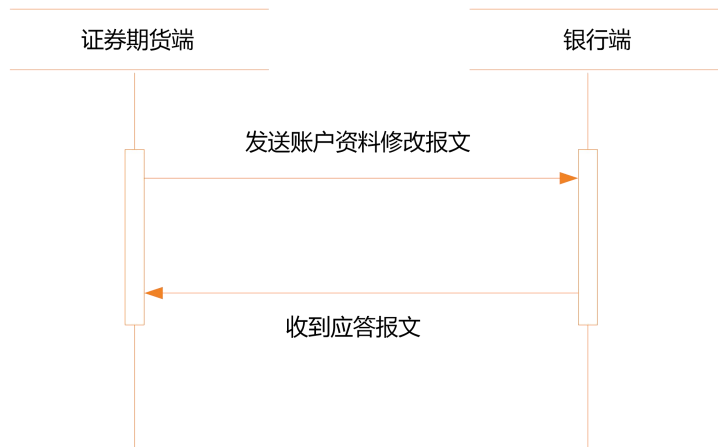 证券期货端
银行端
发送账户资料修改报文
收到应答报文